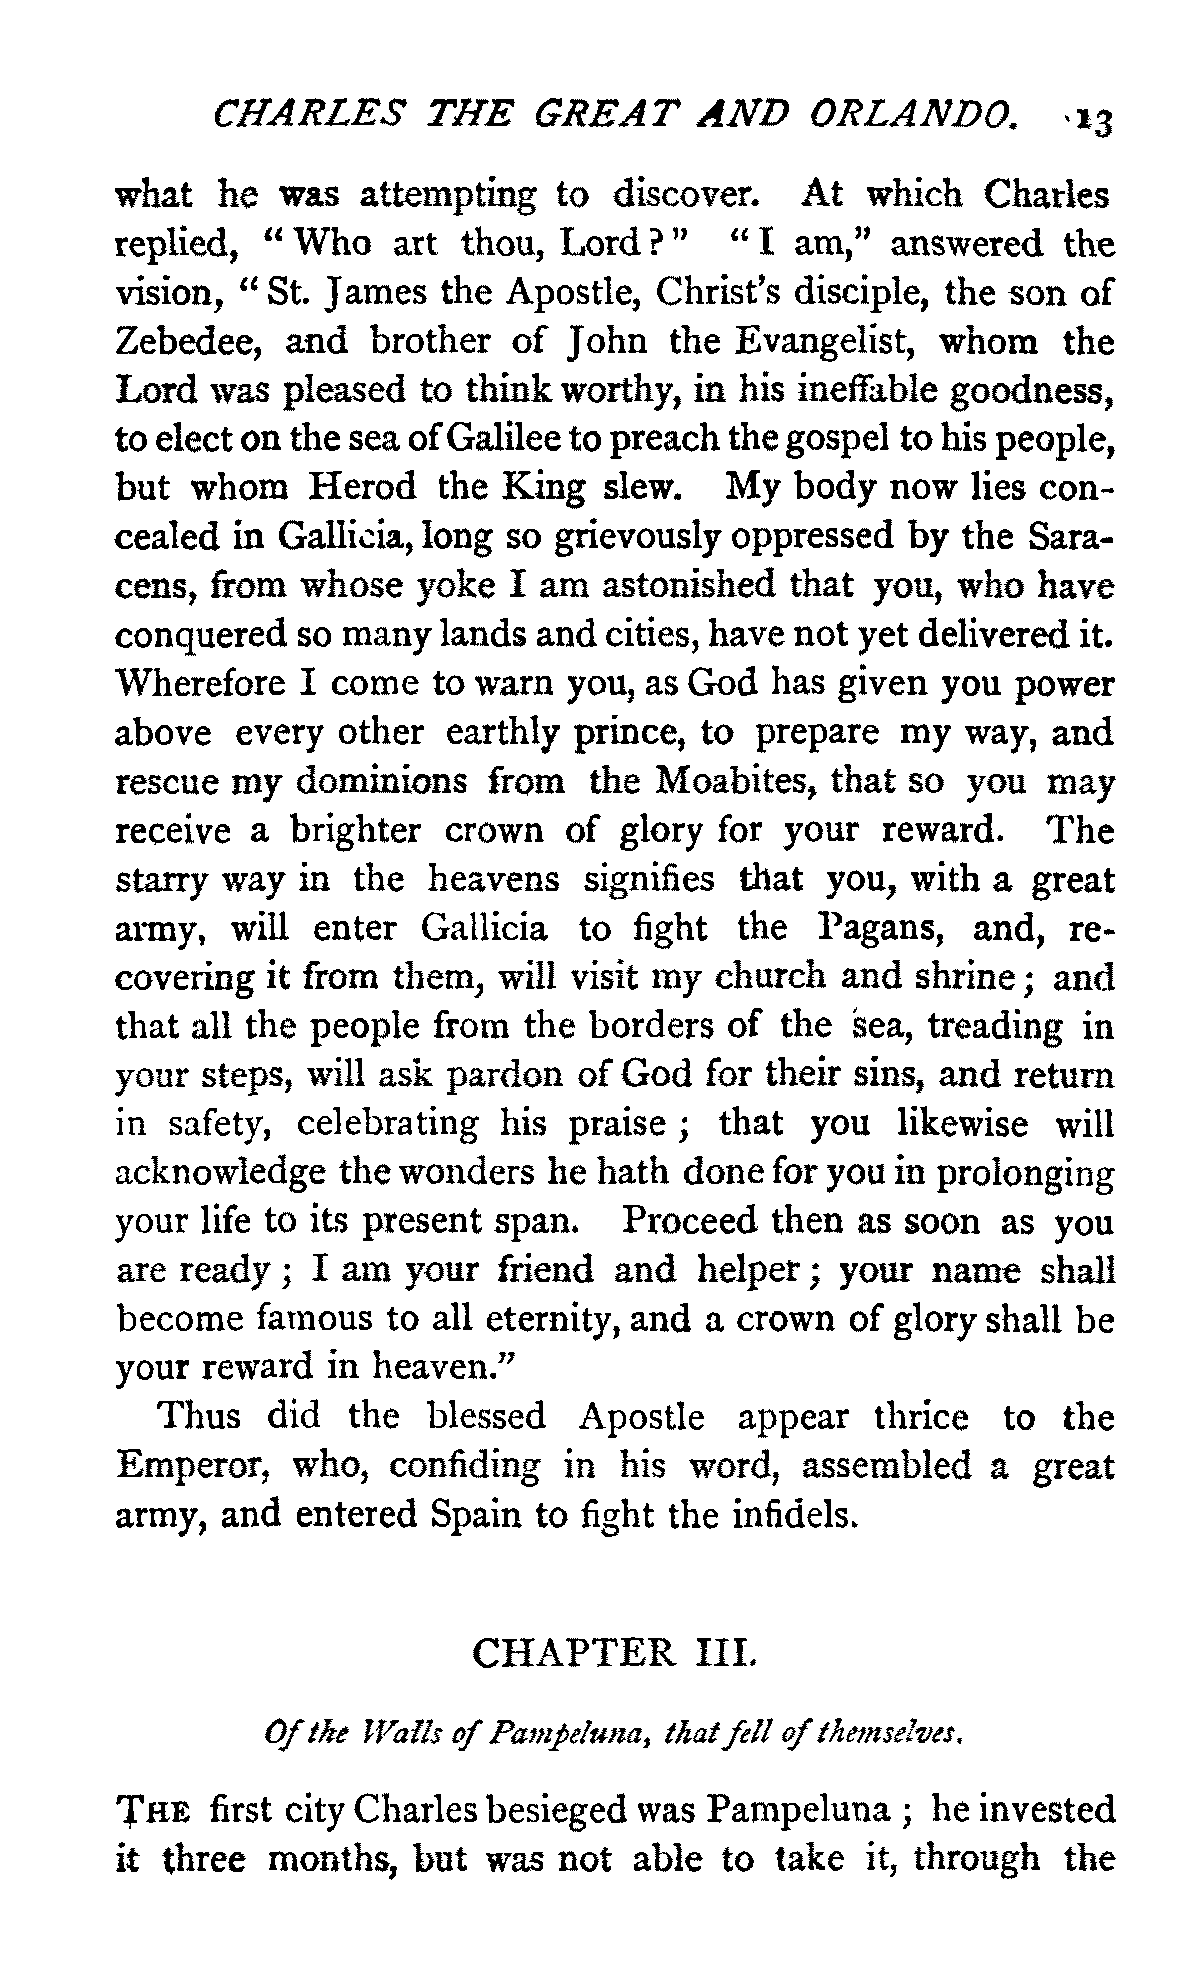 CHARLES THE GREAT AND ORLANDO. 13
what he was attempting to discover. At which Charles
replied, “Who art thou, Lord?” “I am,” answered the
vision, “St. James the Apostle, Christ's disciple, the son of
Zebedee, and brother of John the Evangelist, whom the
Lord was pleased to think worthy, in his ineffable goodness,
to elect on the sea of Galilee to preach the gospel to his people,
but whom Herod the King slew. My body now lies con-
cealed in Gallicia, long so grievously oppressed by the Sara-
cens, from whose yoke I am astonished that you, who have
conquered so many lands and cities, have not yet delivered it.
Wherefore I come to warn you, as God has given you power
above every other earthly prince, to prepare my way, and
rescue my dominions from the Moabites, that so you may
receive a brighter crown of glory for your reward. The
starry way in the heavens signifies that you, with a great
army, will enter Gallicia to fight the Pagans, and, re-
covering it from them, will visit my church and shrine; and
that all the people from the borders of the sea, treading in
your steps, will ask pardon of God for their sins, and return
in safety, celebrating his praise; that you likewise will
acknowledge the wonders he hath done for you in prolonging
your life to its present span. Proceed then as soon as you
are ready; I am your friend and helper; your name shall
become famous to all eternity, and a crown of glory shall be
your reward in heaven.”
Thus did the blessed Apostle appear thrice to the
Emperor, who, confiding in his word, assembled a great
army, and entered Spain to fight the infidels.
CHAPTER III.
Of the Walls of Pampeluna, that fell of themselves.
THE first city Charles besieged was Pampeluna; he invested
it three months, but was not able to take it, through the